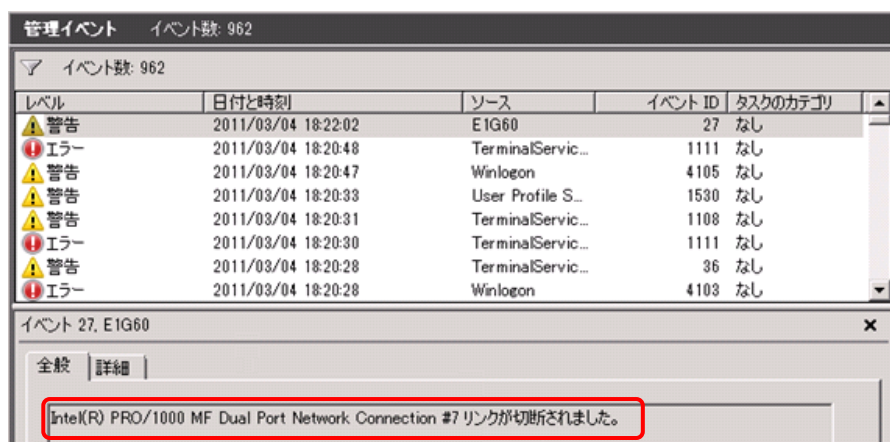 管理イベント イベント数: 962
イベント数: 962
レベル 日付と時刻 ソース イベント ID タスクのカテゴリ
警告 2011/03/04 18:22:02 E1G60 27 なし
エラー 2011/03/04 18:20:48 TerminalServic... 1111 なし
警告 2011/03/04 18:20:47 Winlogon 4105 なし
警告 2011/03/04 18:20:33 User Profile S... 1530 なし
警告 2011/03/04 18:20:31 TerminalServic... 1108 なし
エラー 2011/03/04 18:20:30 TerminalServic... 1111 なし
警告 2011/03/04 18:20:28 TerminalServic... 36 なし
エラー 2011/03/04 18:20:28 Winlogon 4103 なし
イベント 27, E1G60
全般 詳細
Intel(R) PRO/1000 MF Dual Port Network Connection #7 リンクが切断されました。